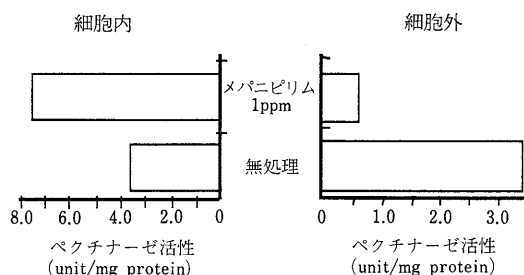 細胞内
細胞外
メパニピリム
1ppm
無処理
8.0 6.0 4.0 2.0 0
0 1.0 2.0 3.0
ペクチナーゼ活性
(unit/mg protein)
ペクチナーゼ活性
(unit/mg protein)